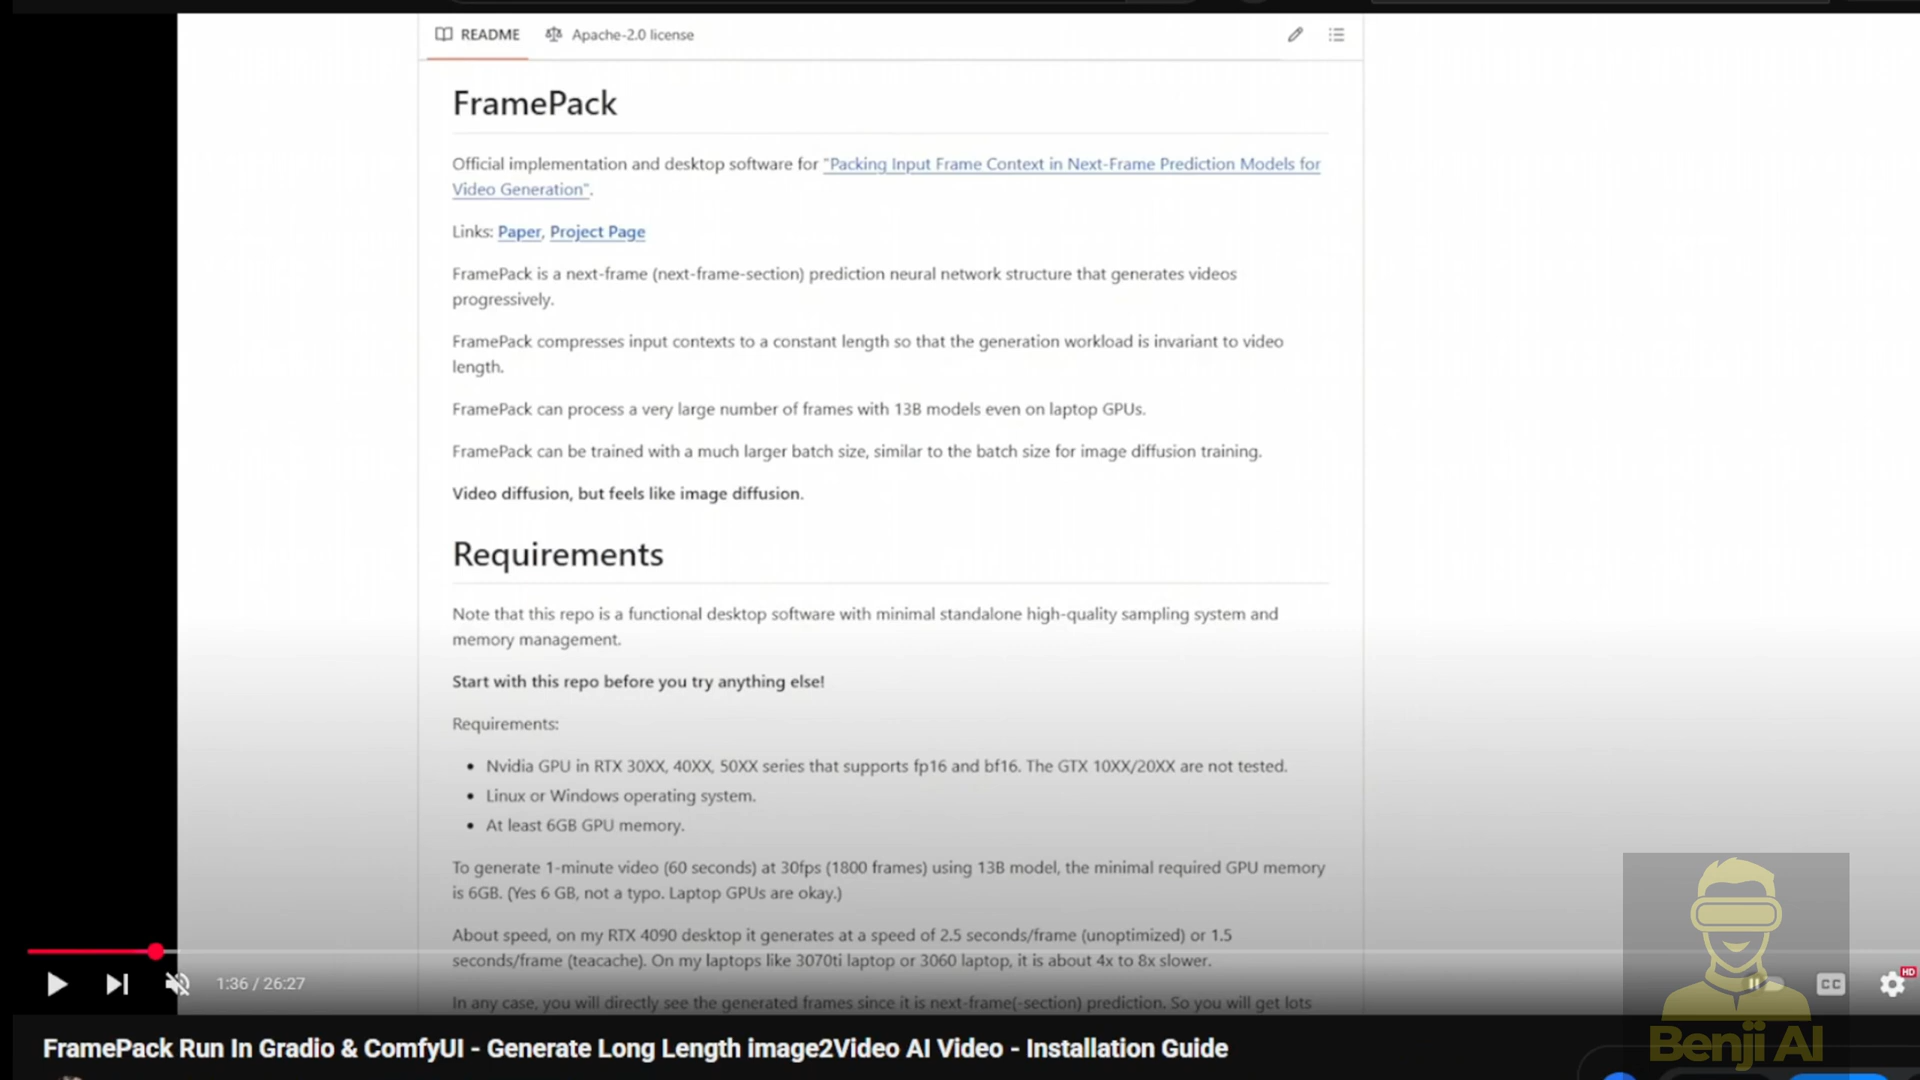 README Apache-2.0 license
FramePack
Official implementation and desktop software for "Packing Input Frame Context in Next-Frame Prediction Models for
Video Generation".
Links: Paper, Project Page
FramePack is a next-frame (next-frame-section) prediction neural network structure that generates videos
progressively.
FramePack compresses input contexts to a constant length so that the generation workload is invariant to video
length.
FramePack can process a very large number of frames with 13B models even on laptop GPUs.
FramePack can be trained with a much larger batch size, similar to the batch size for image diffusion training.
Video diffusion, but feels like image diffusion.
Requirements
Note that this repo is a functional desktop software with minimal standalone high-quality sampling system and
memory management.
Start with this repo before you try anything else!
Requirements:
• Nvidia GPU in RTX 30XX, 40XX, 50XX series that supports fp16 and bf16. The GTX 10XX/20XX are not tested.
• Linux or Windows operating system.
• At least 6GB GPU memory.
To generate 1-minute video (60 seconds) at 30fps (1800 frames) using 13B model, the minimal required GPU memory
is 6GB. (Yes 6 GB, not a typo. Laptop GPUs are okay.)
About speed, on my RTX 4090 desktop it generates at a speed of 2.5 seconds/frame (unoptimized) or 1.5
seconds/frame (teacache). On my laptops like 3070ti laptop or 3060 laptop, it is about 4x to 8x slower.
In any case, you will directly see the generated frames since it is next-frame(-section) prediction. So you will get lots
1:36 / 26:27
CC
HD
Benji AI
FramePack Run In Gradio & ComfyUI - Generate Long Length image2Video AI Video - Installation Guide